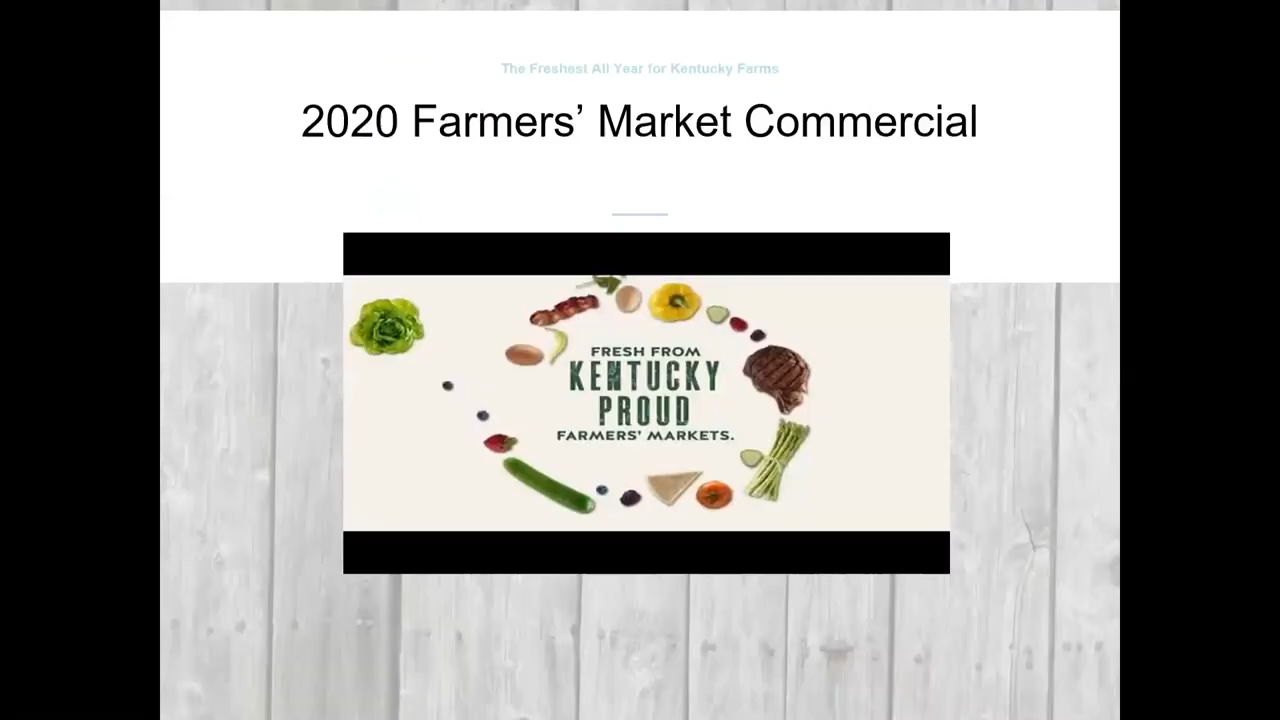 The Freshest All Year for Kentucky Farms
2020 Farmers’ Market Commercial
FRESH FROM
KENTUCKY
PROUD
FARMERS' MARKETS.